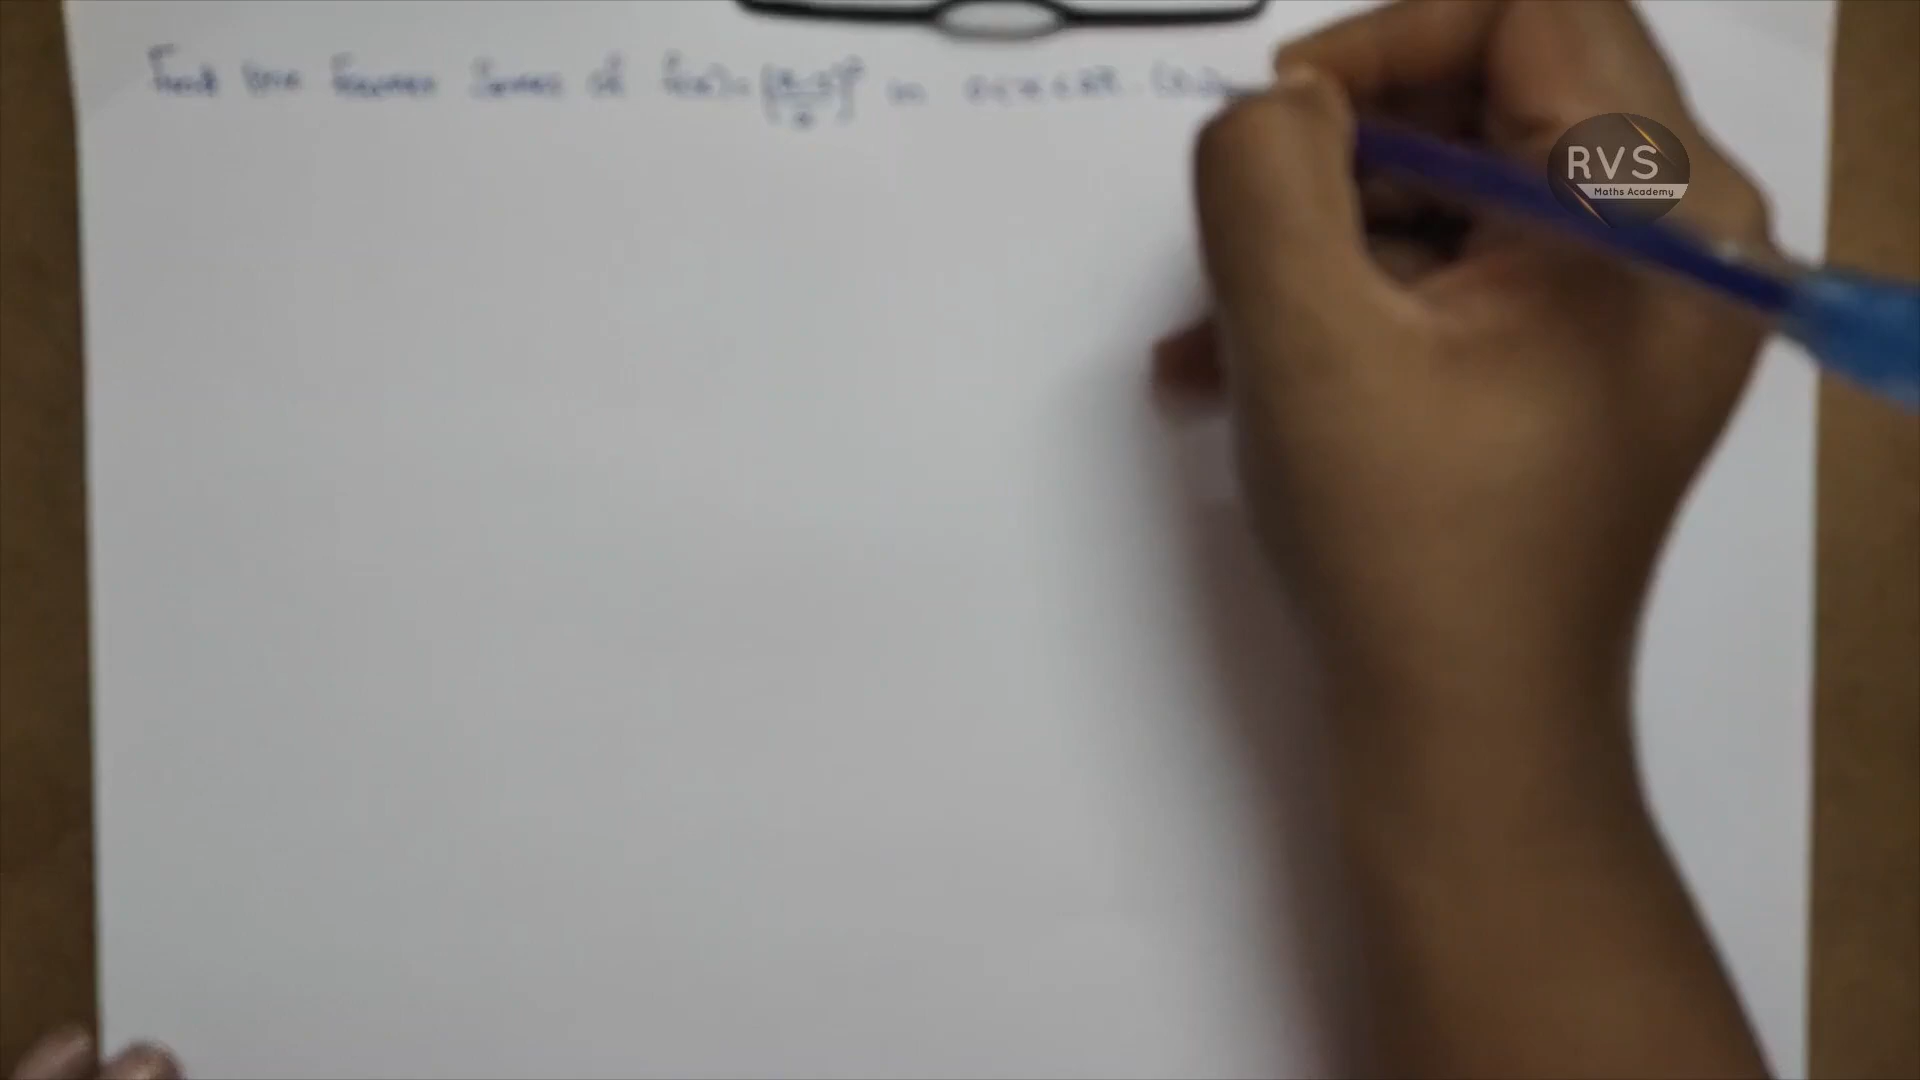 Find the Fourier Series of f(x) = (π-x/2)² in 0<x<2π.
RVS
Maths Academy